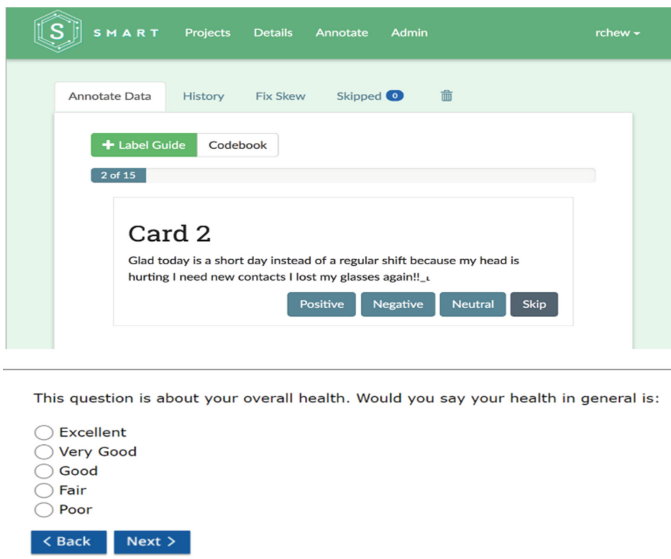 S SMART Projects Details Annotate Admin rchew
Annotate Data History Fix Skew Skipped 0
+ Label Guide Codebook
2 of 15
Card 2
Glad today is a short day instead of a regular shift because my head is
hurting I need new contacts I lost my glasses again!!_
Positive Negative Neutral Skip
This question is about your overall health. Would you say your health in general is:
Excellent
Very Good
Good
Fair
Poor
< Back Next >